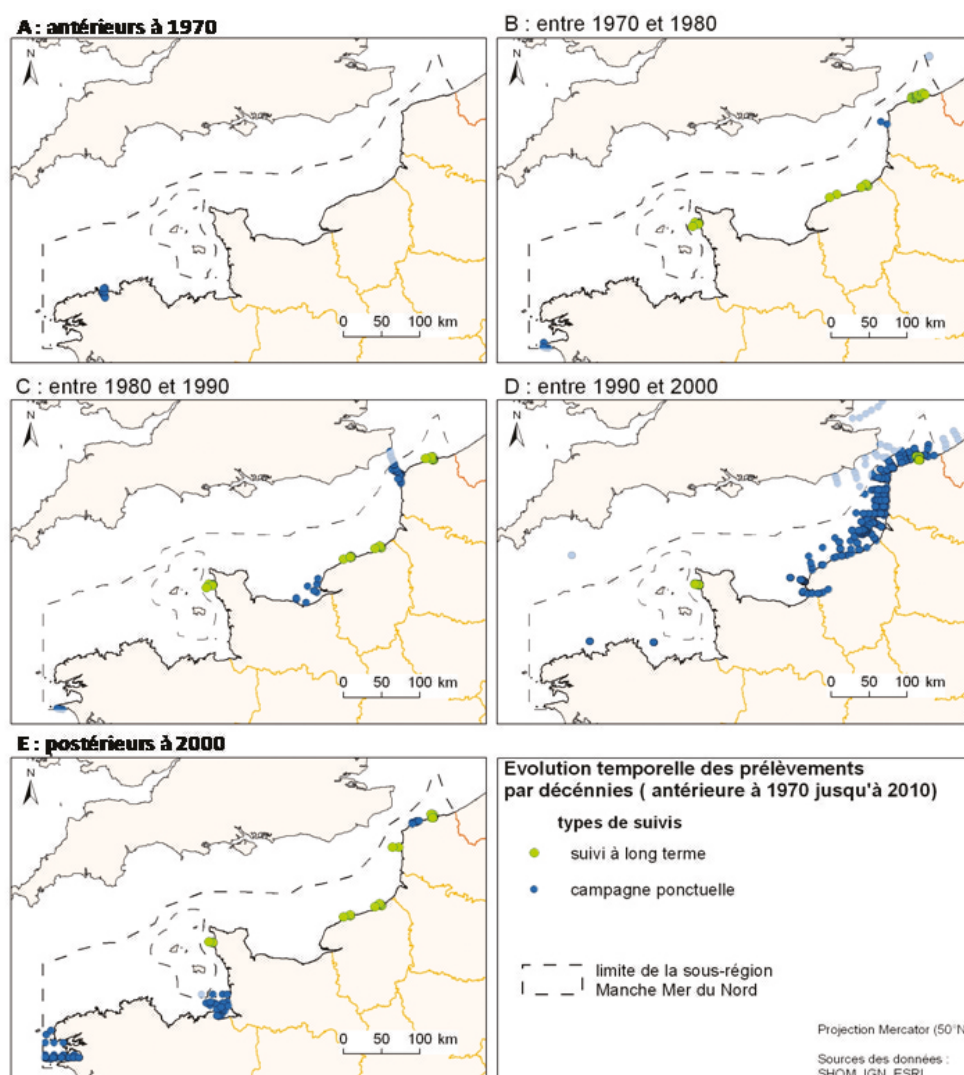 A : antérieurs à 1970
B : entre 1970 et 1980
N
N
0 50 100 km
0 50 100 km
C : entre 1980 et 1990
D : entre 1990 et 2000
N
N
0 50 100 km
0 50 100 km
E : postérieurs à 2000
N
0 50 100 km
Evolution temporelle des prélèvements
par décénnies ( antérieure à 1970 jusqu'à 2010)
types de suivis
suivi à long terme
campagne ponctuelle
limite de la sous-région
Manche Mer du Nord
Projection Mercator (50°N
Sources des données :
SHOM, IGN, ESRI